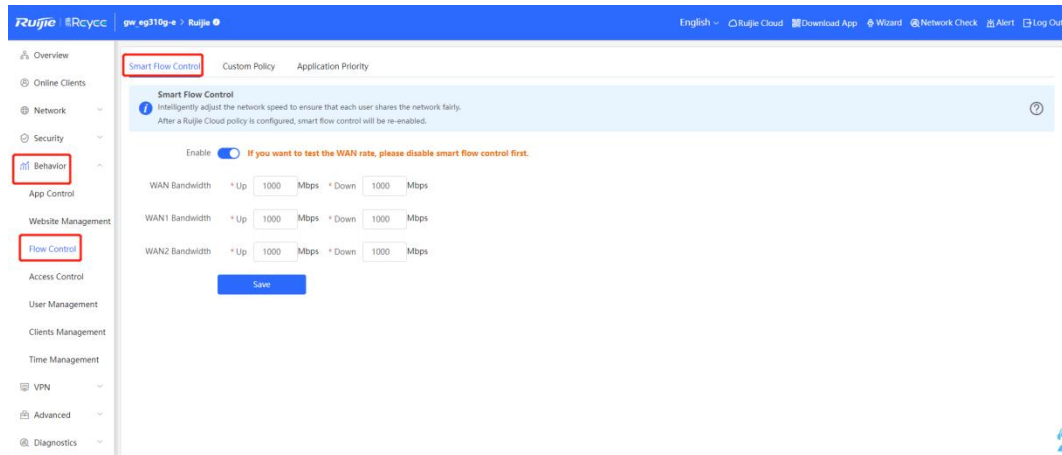 Ruijie | Rcycc gw_eg310g-e > Ruijie English Ruijie Cloud Download App Wizard Network Check Alert Log Out
Overview
Online Clients
Network
Security
Behavior
App Control
Website Management
Flow Control
Access Control
User Management
Clients Management
Time Management
VPN
Advanced
Diagnostics
Smart Flow Control Custom Policy Application Priority
Smart Flow Control
Intelligently adjust the network speed to ensure that each user shares the network fairly.
After a Ruijie Cloud policy is configured, smart flow control will be re-enabled.
Enable If you want to test the WAN rate, please disable smart flow control first.
WAN Bandwidth * Up 1000 Mbps * Down 1000 Mbps
WAN1 Bandwidth * Up 1000 Mbps * Down 1000 Mbps
WAN2 Bandwidth * Up 1000 Mbps * Down 1000 Mbps
Save